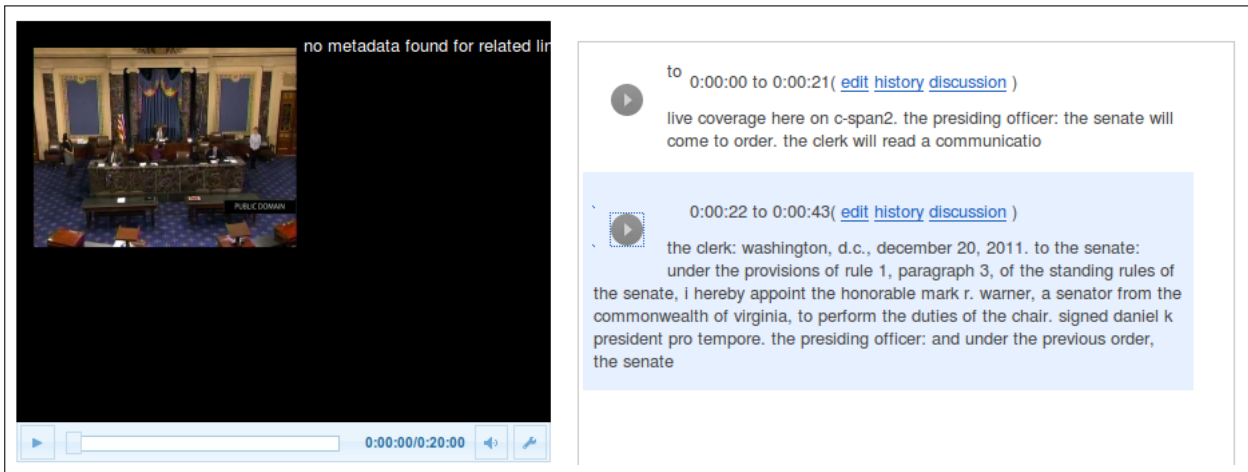 no metadata found for related lin
PUBLIC DOMAIN
0:00:00/0:20:00
to 0:00:00 to 0:00:21( edit history discussion )
live coverage here on c-span2. the presiding officer: the senate will
come to order. the clerk will read a communicatio
0:00:22 to 0:00:43( edit history discussion )
the clerk: washington, d.c., december 20, 2011. to the senate:
under the provisions of rule 1, paragraph 3, of the standing rules of
the senate, i hereby appoint the honorable mark r. warner, a senator from the
commonwealth of virginia, to perform the duties of the chair. signed daniel k
president pro tempore. the presiding officer: and under the previous order,
the senate